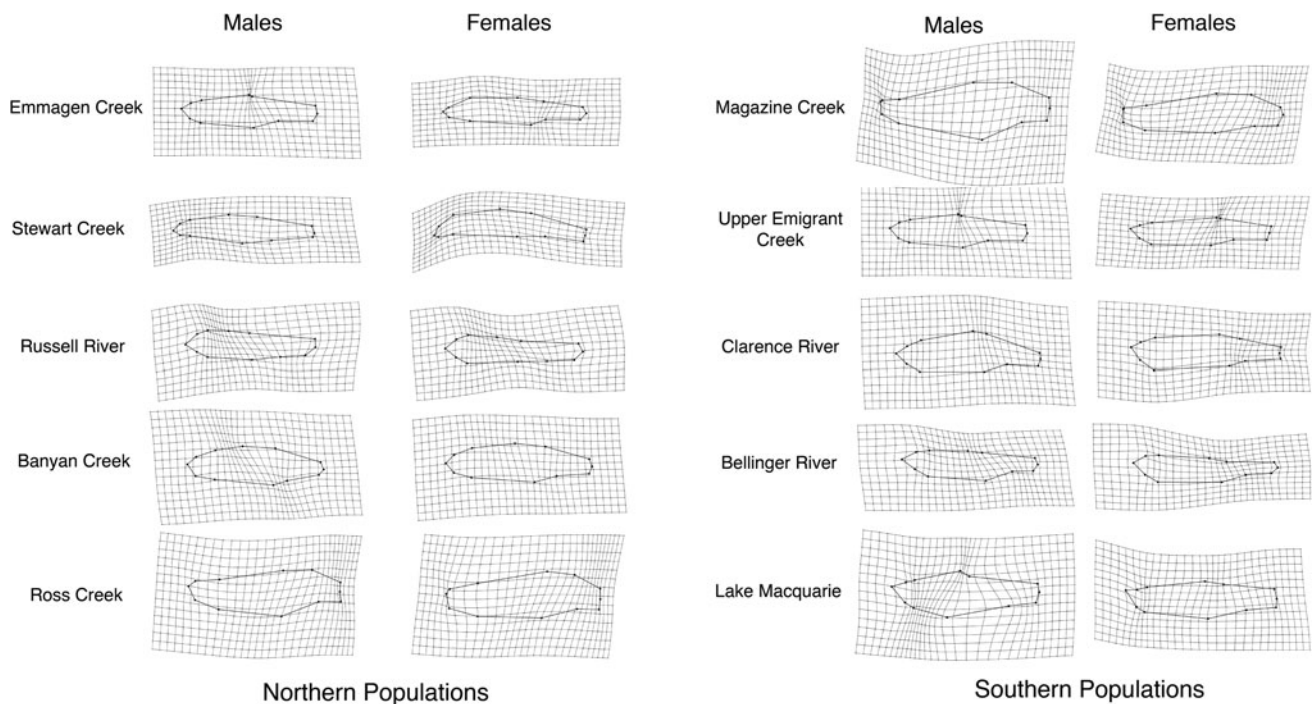 Males
Females
Emmagen Creek
Stewart Creek
Russell River
Banyan Creek
Ross Creek
Northern Populations
Males
Females
Magazine Creek
Upper Emigrant
Creek
Clarence River
Bellinger River
Lake Macquarie
Southern Populations